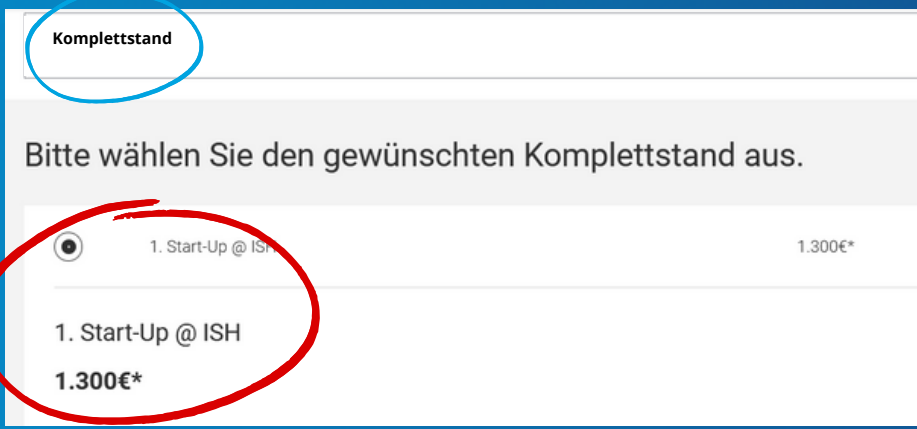 Komplettstand
Bitte wählen Sie den gewünschten Komplettstand aus.
1. Start-Up @ ISH 1.300€*
1. Start-Up @ ISH
1.300€*